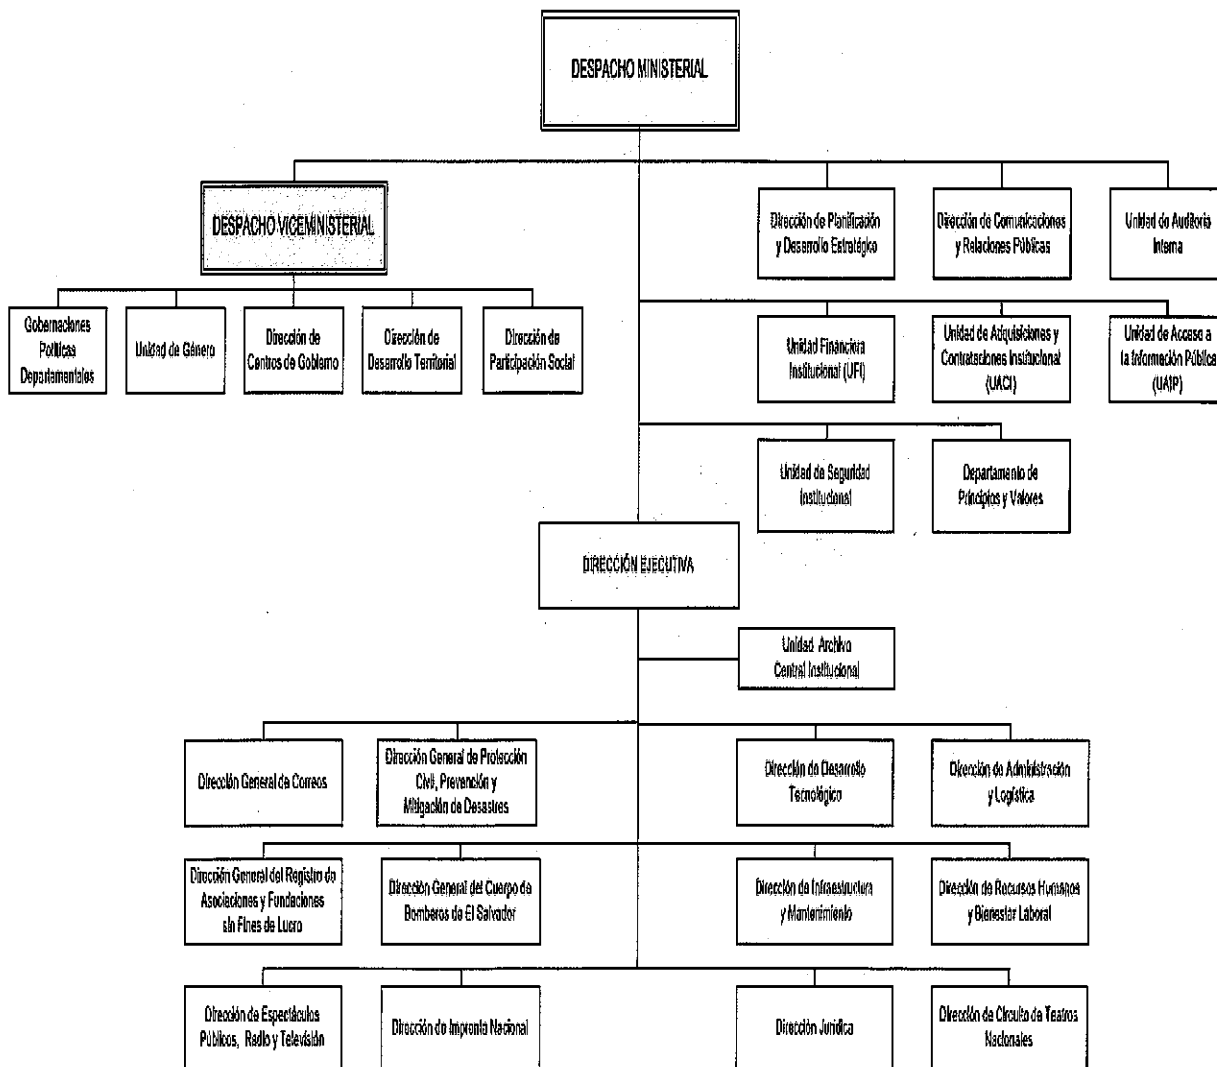 DESPACHO MINISTERIAL
DESPACHO VICEMINISTERIAL
Dirección de Planificación
y Desarrollo Estratégico
Dirección de Comunicaciones
y Relaciones Públicas
Unidad de Auditoria
Interna
Gobernaciones
Políticas
Departamentales
Unidad de Género
Dirección de
Centros de Gobierno
Dirección de
Desarrollo Territorial
Dirección de
Participación Social
Unidad Financiera
Institucional (UFI)
Unidad de Adquisiciones y
Contrataciones Institucional
(UACI)
Unidad de Acceso a
la Información Pública
(UAIP)
Unidad de Seguridad
Institucional
Departamento de
Principios y Valores
DIRECCIÓN EJECUTIVA
Unidad Archivo
Central Institucional
Dirección General de Correos
Dirección General de Protección
Civil, Prevención y
Mitigación de Desastres
Dirección de Desarrollo
Tecnológico
Dirección de Administración
y Logística
Dirección General del Registro de
Asociaciones y Fundaciones
sin Fines de Lucro
Dirección General del Cuerpo de
Bomberos de El Salvador
Dirección de Infraestructura
y Mantenimiento
Dirección de Recursos Humanos
y Bienestar Laboral
Dirección de Espectáculos
Públicos, Radio y Televisión
Dirección de Imprenta Nacional
Dirección Jurídica
Dirección de Circuito de Teatros
Nacionales